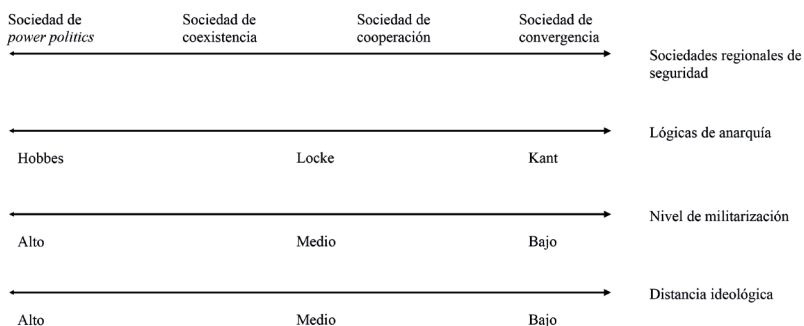 Sociedad de Sociedad de Sociedad de Sociedad de
power politics coexistencia cooperación convergencia
Sociedades regionales de
seguridad
Lógicas de anarquía
Hobbes Locke Kant
Nivel de militarización
Alto Medio Bajo
Distancia ideológica
Alto Medio Bajo